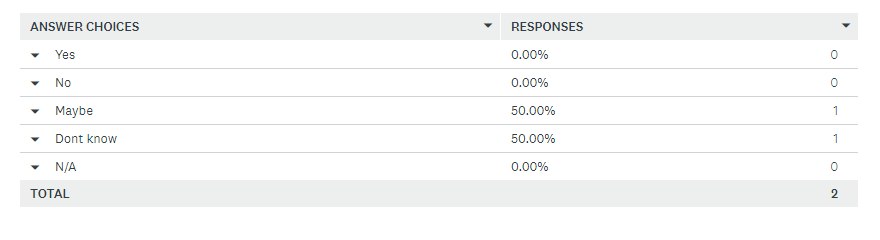 ANSWER CHOICES RESPONSES
Yes 0.00% 0
No 0.00% 0
Maybe 50.00% 1
Dont know 50.00% 1
N/A 0.00% 0
TOTAL 2